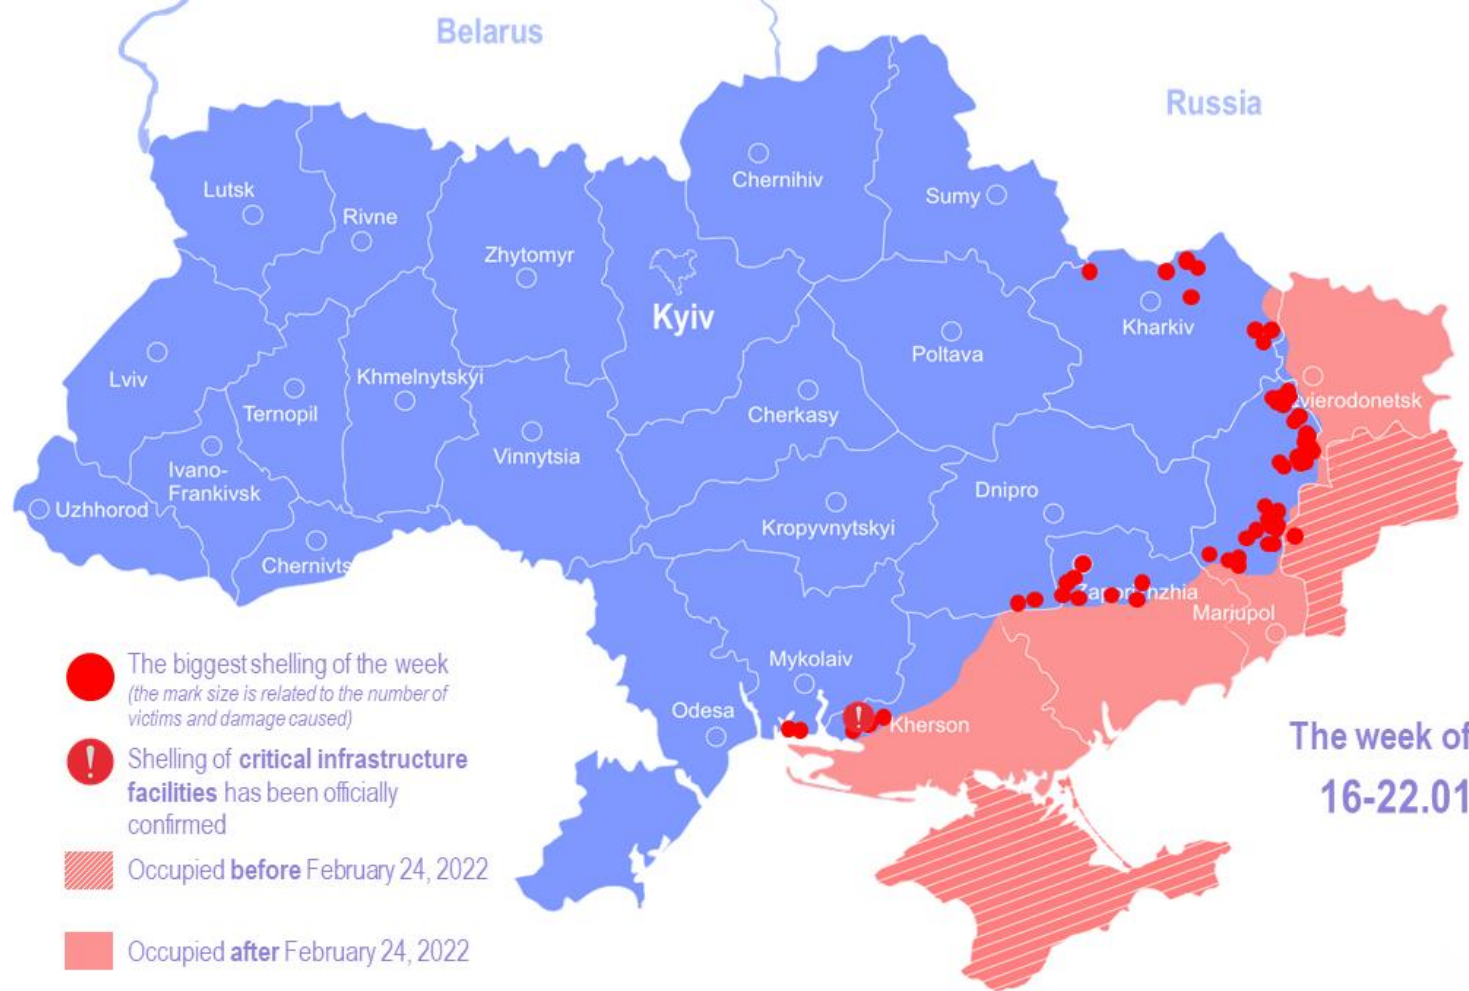 Belarus
Russia
Chernihiv
Lutsk
Sumy
Rivne
Zhytomyr
Kyiv
Kharkiv
Poltava
Lviv
Khmelnytskyi
Ternopil
Cherkasy
vierodonetsk
Vinnytsia
Ivano-
Frankivsk
Dnipro
Uzhhorod
Kropyvnytskyi
Chernivts
Zaporizhzhia
Mariupol
Mykolaiv
Odesa
Kherson
The biggest shelling of the week
(the mark size is related to the number of
victims and damage caused)
!
Shelling of critical infrastructure
facilities has been officially
confirmed
Occupied before February 24, 2022
Occupied after February 24, 2022
The week of
16-22.01
!